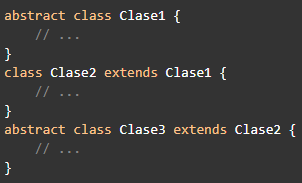 abstract class Clase1 {
    // ...
}
class Clase2 extends Clase1 {
    // ...
}
abstract class Clase3 extends Clase2 {
    // ...
}